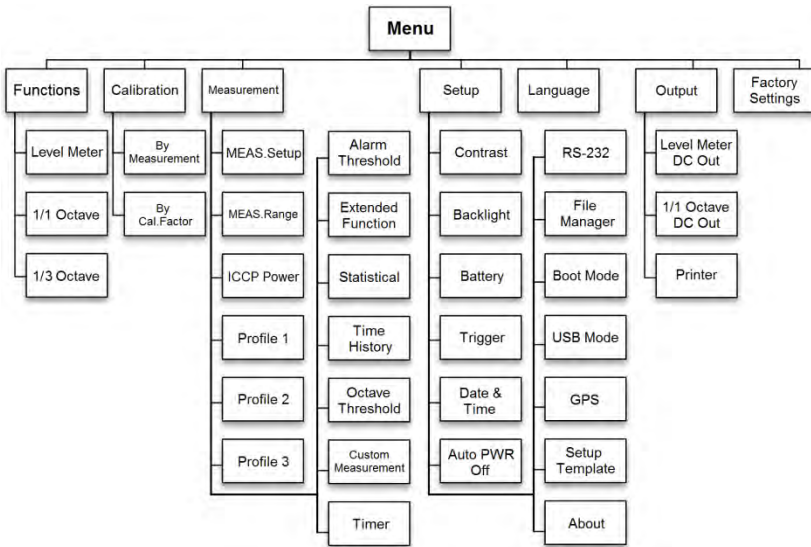 Menu
Functions
Calibration
Measurement
Setup
Language
Output
Factory
Settings
Level Meter
1/1 Octave
1/3 Octave
By
Measurement
By
Cal.Factor
MEAS.Setup
MEAS.Range
ICCP Power
Profile 1
Profile 2
Profile 3
Alarm
Threshold
Extended
Function
Statistical
Time
History
Octave
Threshold
Custom
Measurement
Timer
Contrast
Backlight
Battery
Trigger
Date &
Time
Auto PWR
Off
RS-232
File
Manager
Boot Mode
USB Mode
GPS
Setup
Template
About
Level Meter
DC Out
1/1 Octave
DC Out
Printer